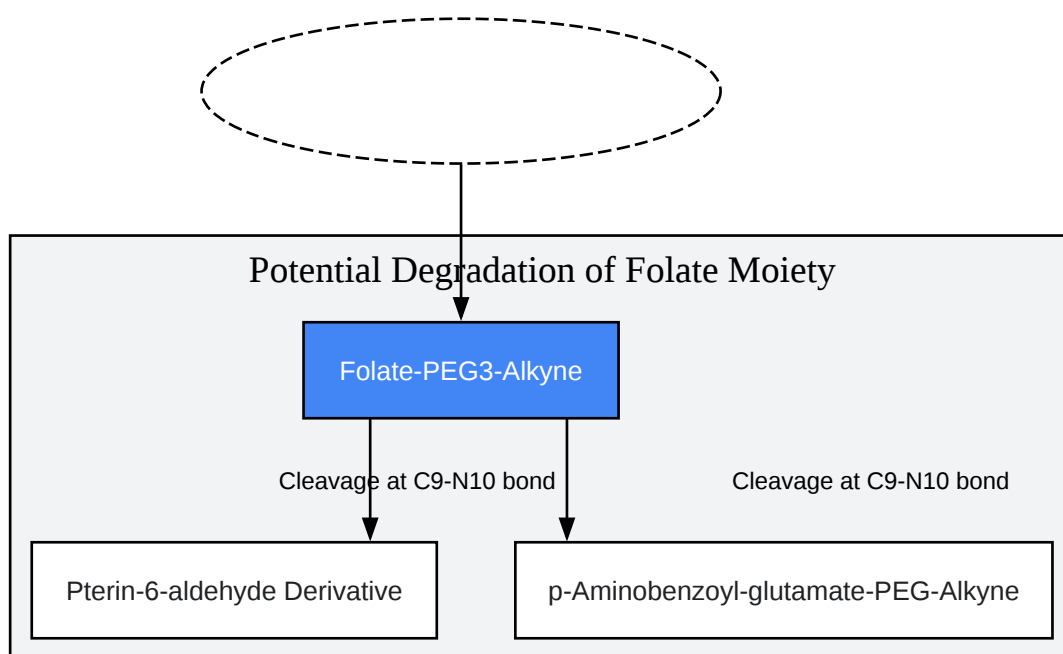 Potential Degradation of Folate Moiety
Folate-PEG3-Alkyne
Cleavage at C9-N10 bond
Cleavage at C9-N10 bond
Pterin-6-aldehyde Derivative
p-Aminobenzoyl-glutamate-PEG-Alkyne